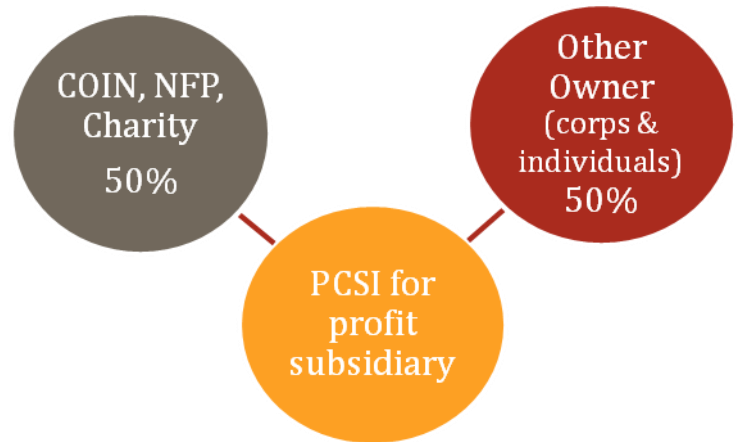 COIN, NFP,
Charity
50%
Other
Owner
(corps &
individuals)
50%
PCSI for
profit
subsidiary